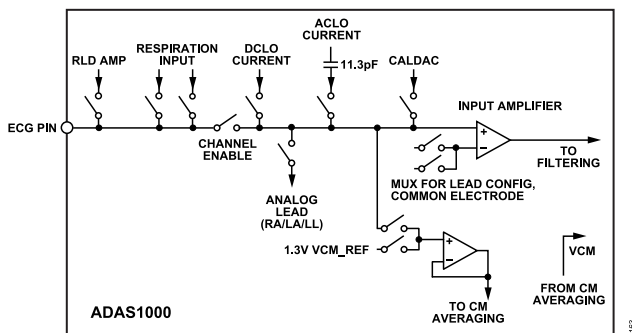 ACLO
CURRENT
RESPIRATION
INPUT
DCLO
CURRENT
RLD AMP
11.3pF
CALDAC
INPUT AMPLIFIER
ECG PIN
+
–
CHANNEL
ENABLE
TO
FILTERING
MUX FOR LEAD CONFIG,
COMMON ELECTRODE
ANALOG
LEAD
(RA/LA/LL)
+
–
1.3V VCM_REF
VCM
FROM CM
AVERAGING
TO CM
AVERAGING
ADAS1000